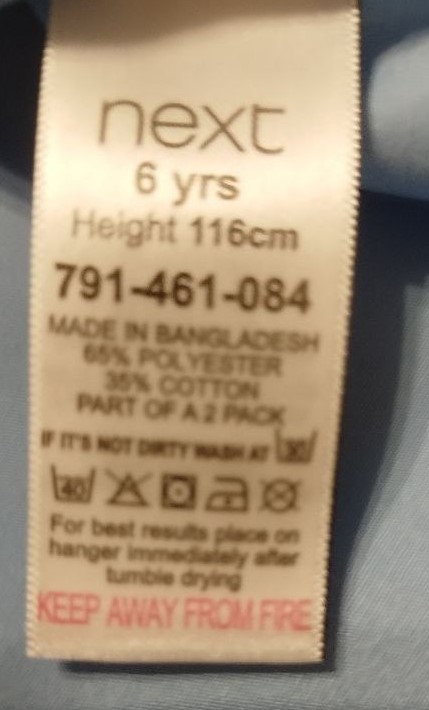 next
6 yrs
Height 116cm
791-461-084
MADE IN BANGLADESH
65% POLYESTER
35% COTTON
PART OF A 2 PACK
IF IT'S NOT DIRTY WASH AT 30
40
For best results place on
hanger immediately after
tumble drying
KEEP AWAY FROM FIRE